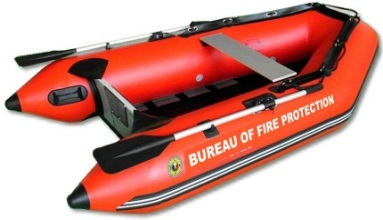 BUREAU OF FIRE PROTECTION